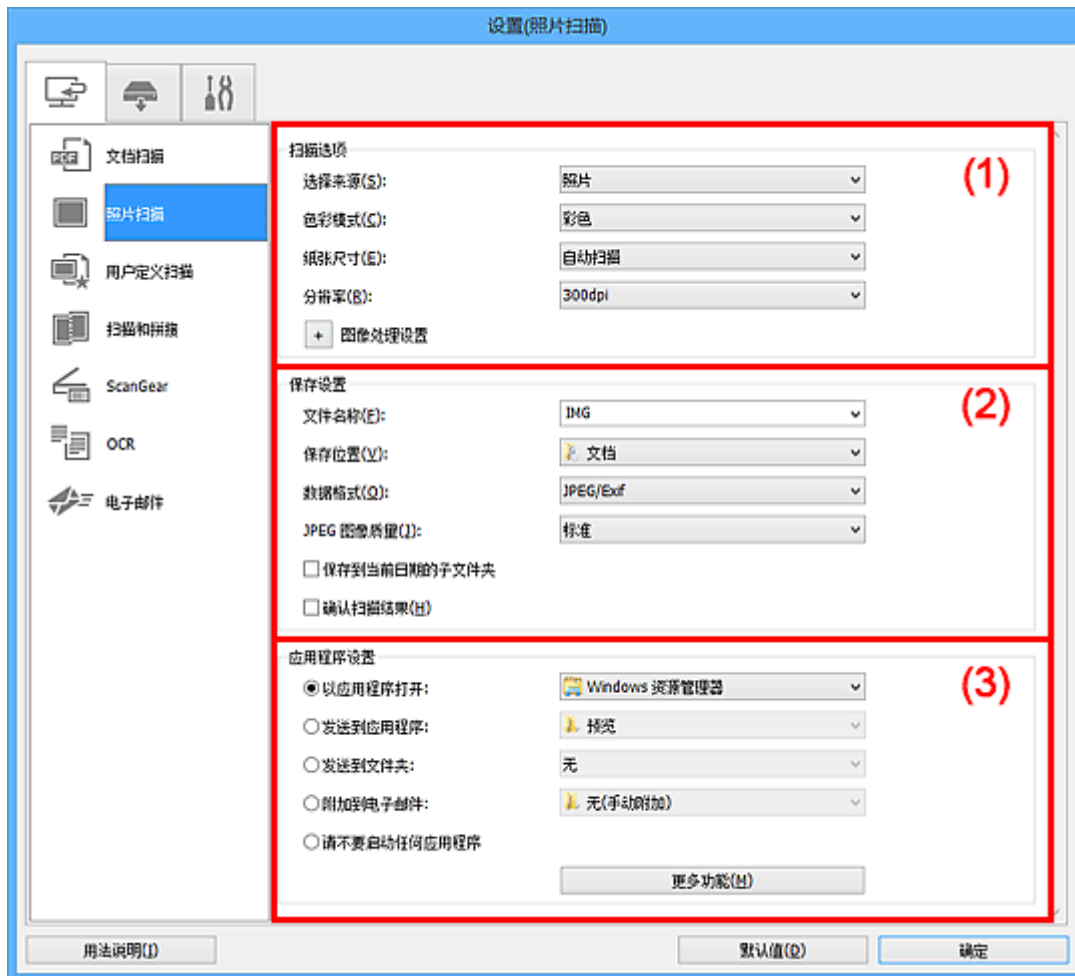 设置(照片扫描)
文档扫描
照片扫描
用户定义扫描
扫描和拼接
ScanGear
OCR
电子邮件
扫描选项
(1)
选择来源(S): 照片
色彩模式(C): 彩色
纸张尺寸(E): 自动扫描
分辨率(R): 300dpi
+ 图像处理设置
保存设置
(2)
文件名称(F): IMG
保存位置(V): 文档
数据格式(O): JPEG/Exif
JPEG 图像质量(J): 标准
保存到当前日期的子文件夹
确认扫描结果(H)
应用程序设置
(3)
以应用程序打开: Windows 资源管理器
发送到应用程序: 预览
发送到文件夹: 无
附加到电子邮件: 无(手动附加)
请不要启动任何应用程序
更多功能(M)
用法说明(I) 默认值(D) 确定